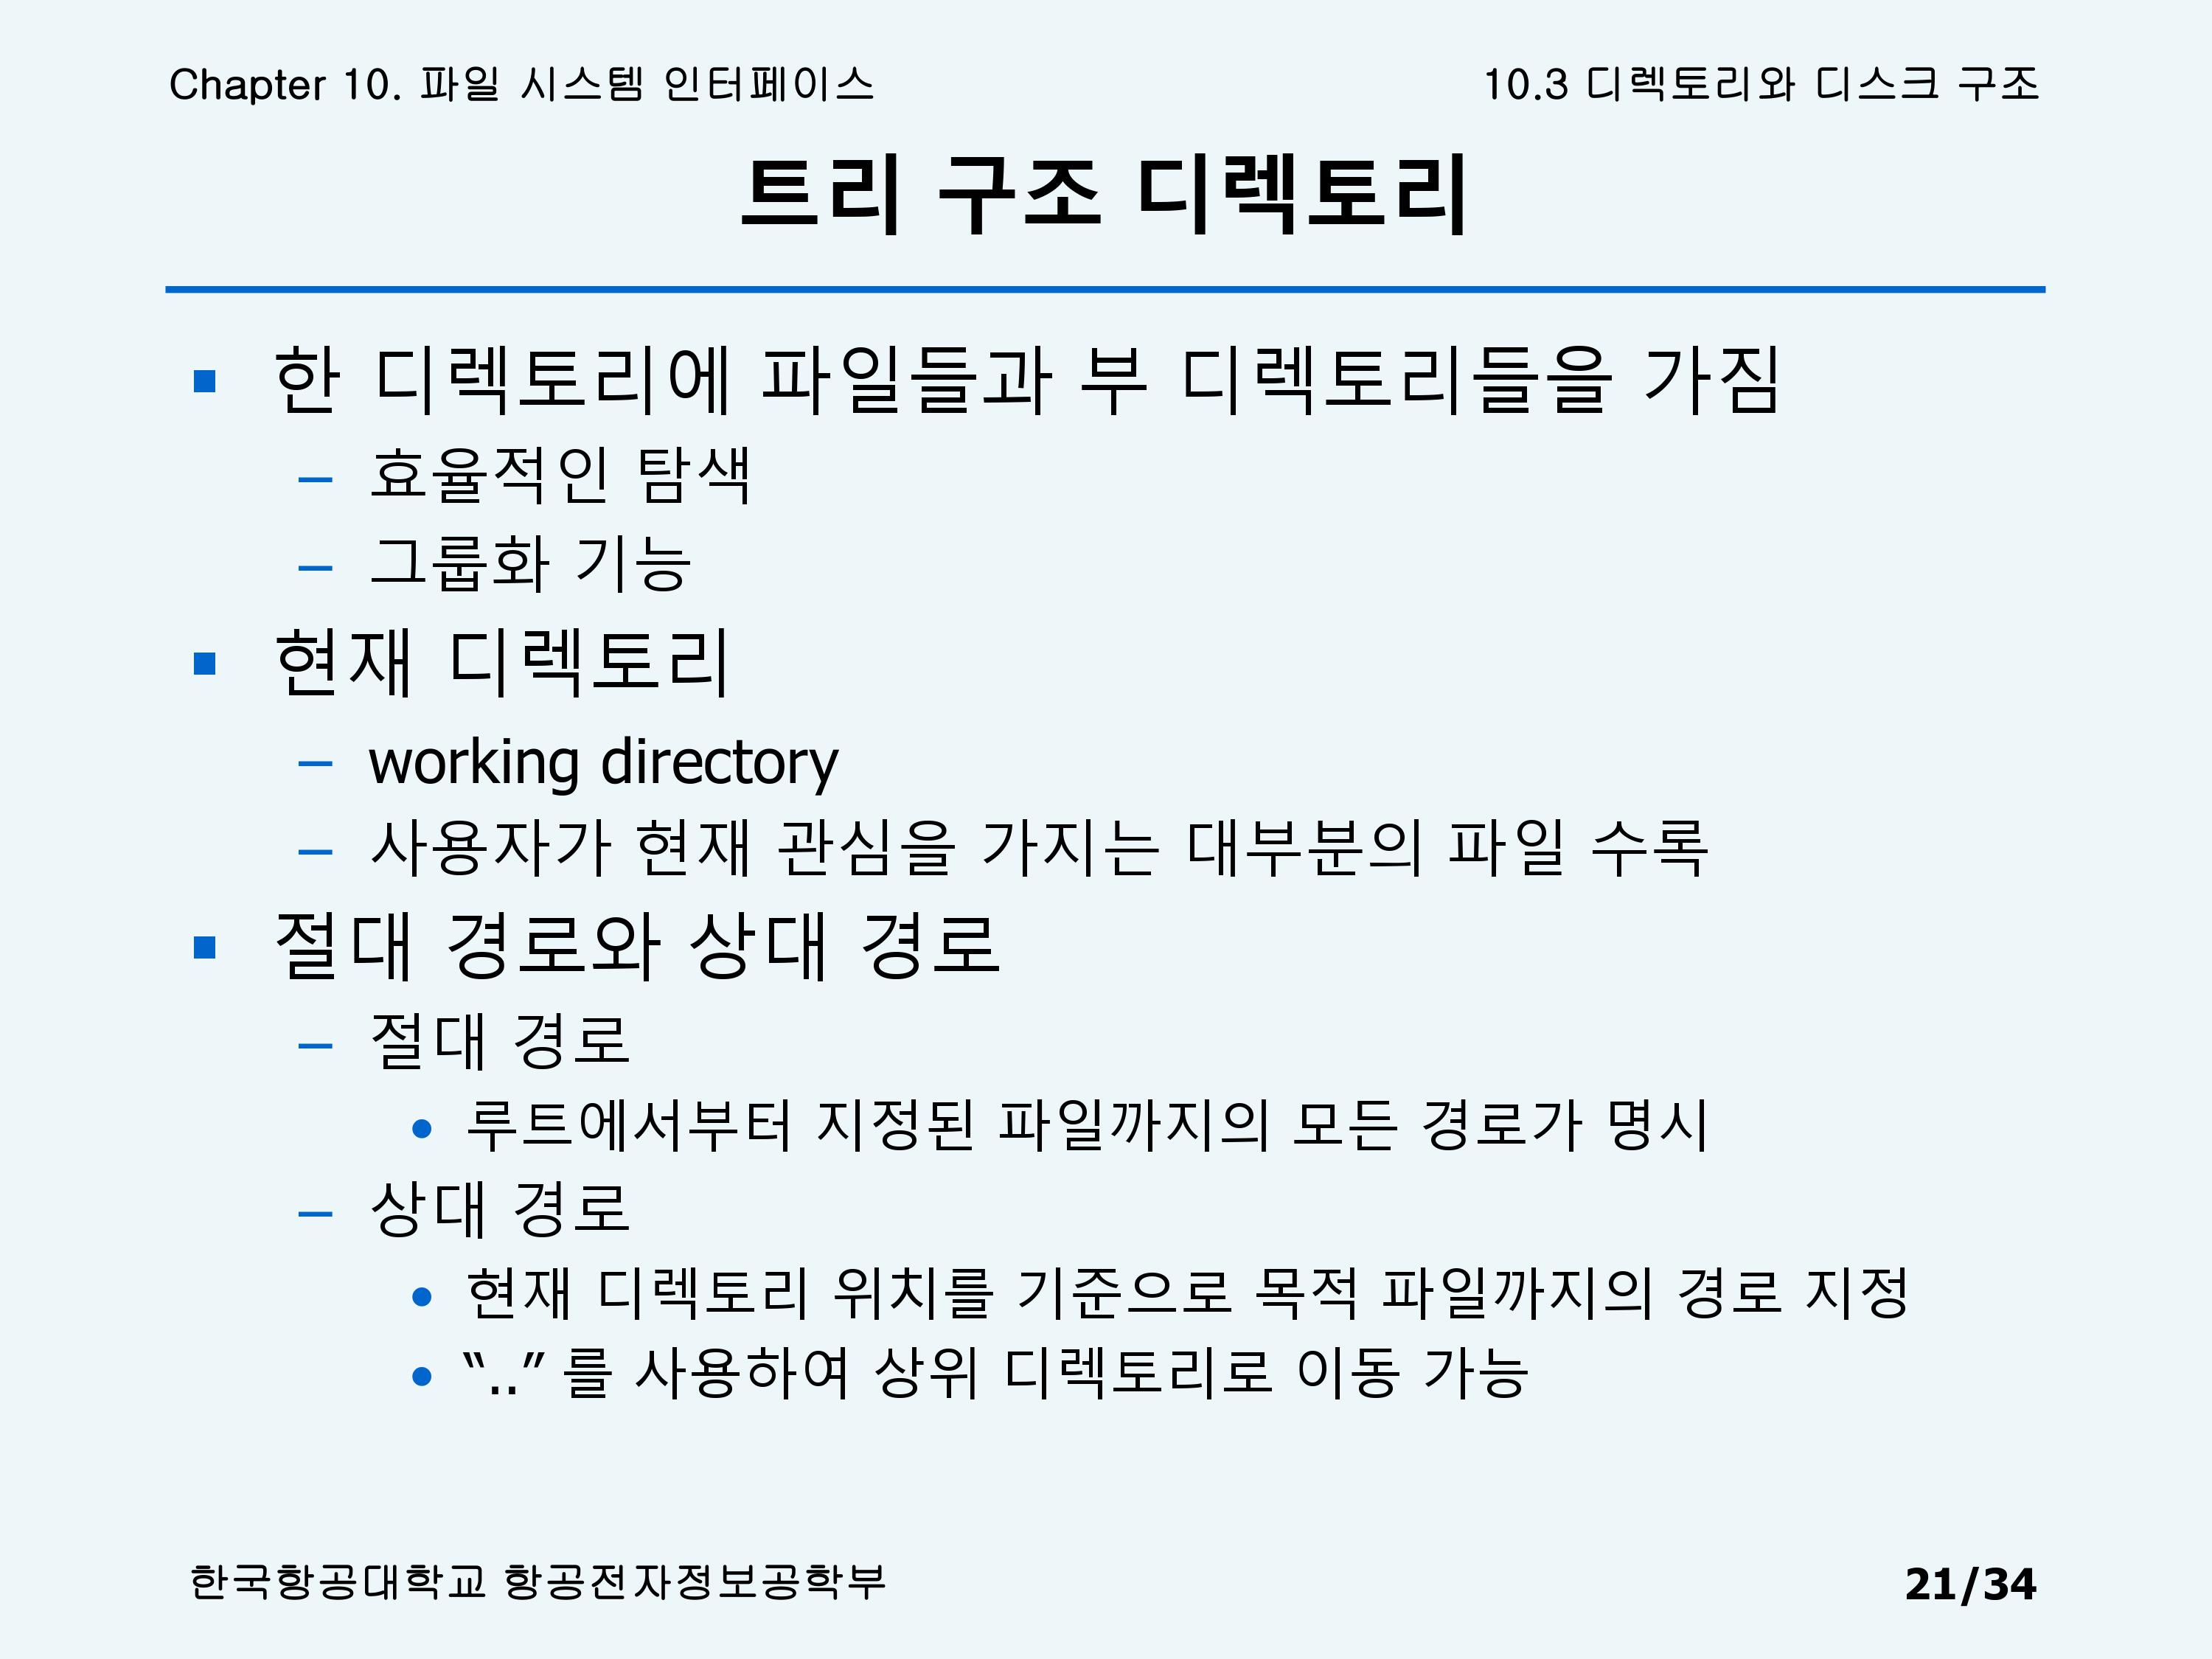 Chapter 10. 파일 시스템 인터페이스
10.3 디렉토리와 디스크 구조
트리 구조 디렉토리
▪ 한 디렉토리에 파일들과 부 디렉토리들을 가짐
– 효율적인 탐색
– 그룹화 기능
▪ 현재 디렉토리
– working directory
– 사용자가 현재 관심을 가지는 대부분의 파일 수록
▪ 절대 경로와 상대 경로
– 절대 경로
• 루트에서부터 지정된 파일까지의 모든 경로가 명시
– 상대 경로
• 현재 디렉토리 위치를 기준으로 목적 파일까지의 경로 지정
• “..” 를 사용하여 상위 디렉토리로 이동 가능
한국항공대학교 항공전자정보공학부
21/34